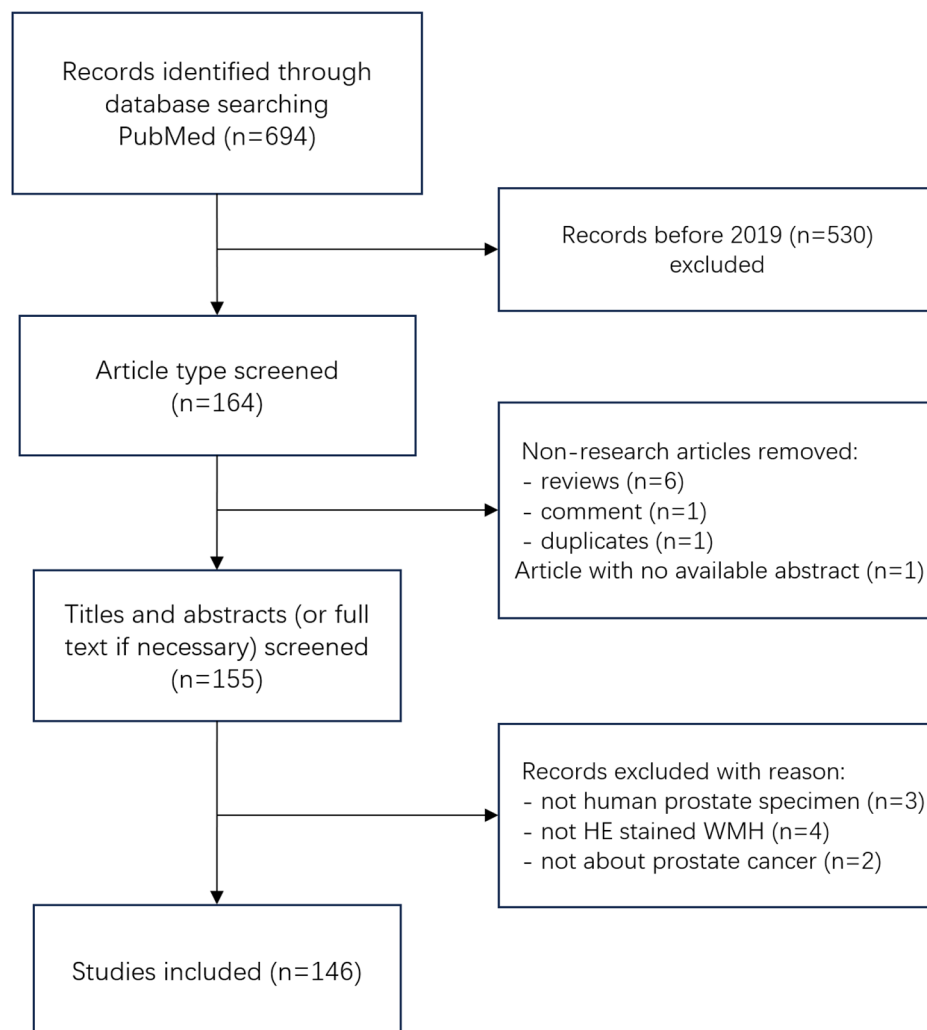 Records identified through
database searching
PubMed (n=694)
Records before 2019 (n=530)
excluded
Article type screened
(n=164)
Non-research articles removed:
- reviews (n=6)
- comment (n=1)
- duplicates (n=1)
Article with no available abstract (n=1)
Titles and abstracts (or full
text if necessary) screened
(n=155)
Records excluded with reason:
- not human prostate specimen (n=3)
- not HE stained WMH (n=4)
- not about prostate cancer (n=2)
Studies included (n=146)